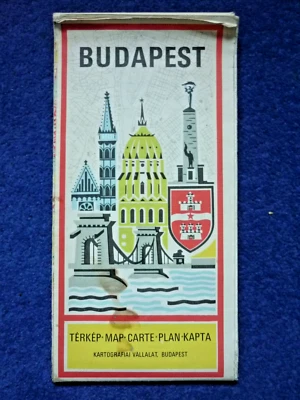 BUDAPEST
TÉRKÉP·MAP·CARTE·PLAN·KAPTA
KARTOGRÁFIAI VÁLLALAT, BUDAPEST